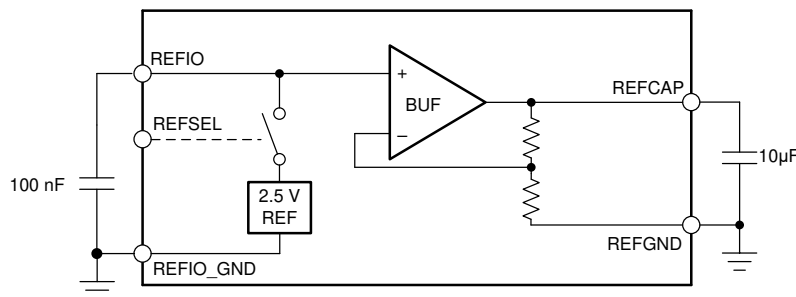 REFIO
REFCAP
+
BUF
−
REFSEL
100 nF
10µF
2.5 V
REF
REFGND
REFIO_GND